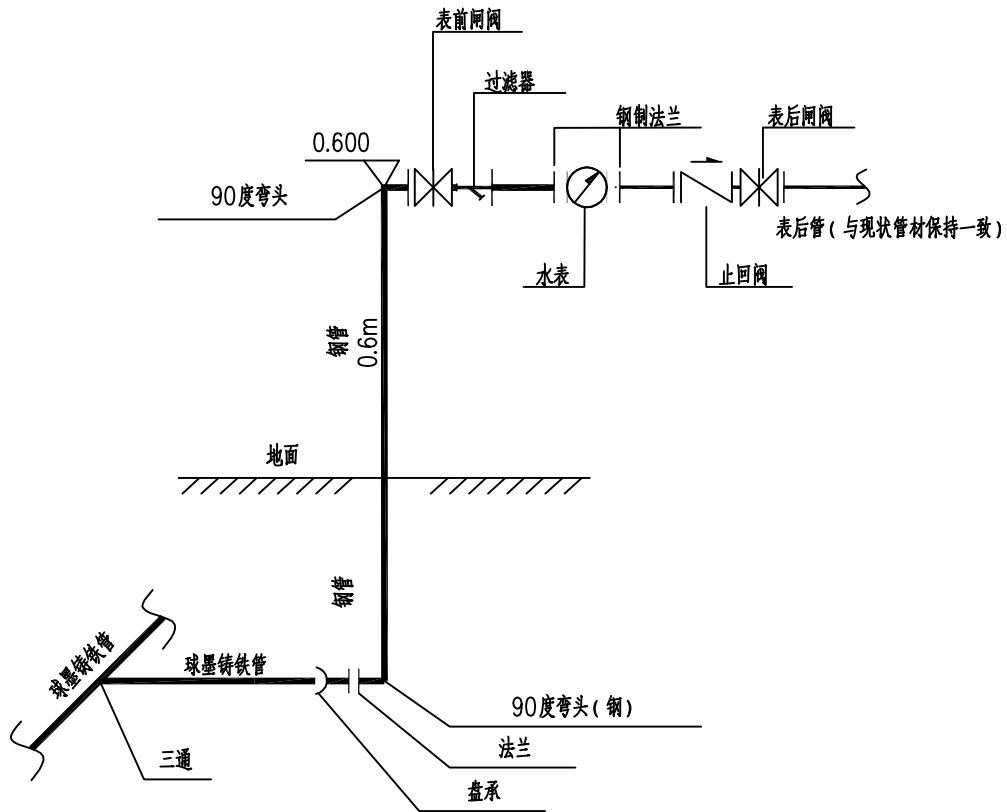 表前闸阀
过滤器
钢制法兰
表后闸阀
0.600
90度弯头
表后管(与现状管材保持一致)
水表
止回阀
钢管
0.6m
地面
钢管
球墨铸铁管
球墨铸铁管
90度弯头(钢)
法兰
三通
盘承